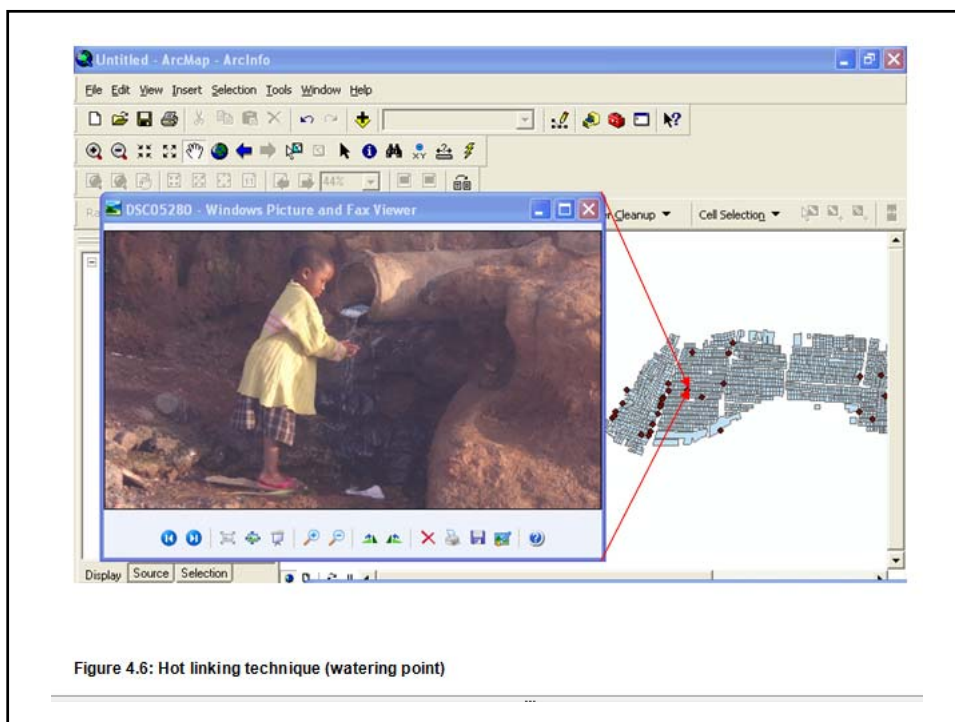 Untitled - ArcMap - ArcInfo
File Edit View Insert Selection Tools Window Help
44%
DSC05280 - Windows Picture and Fax Viewer
Ra
r Cleanup
Cell Selection
Display Source Selection
Figure 4.6: Hot linking technique (watering point)